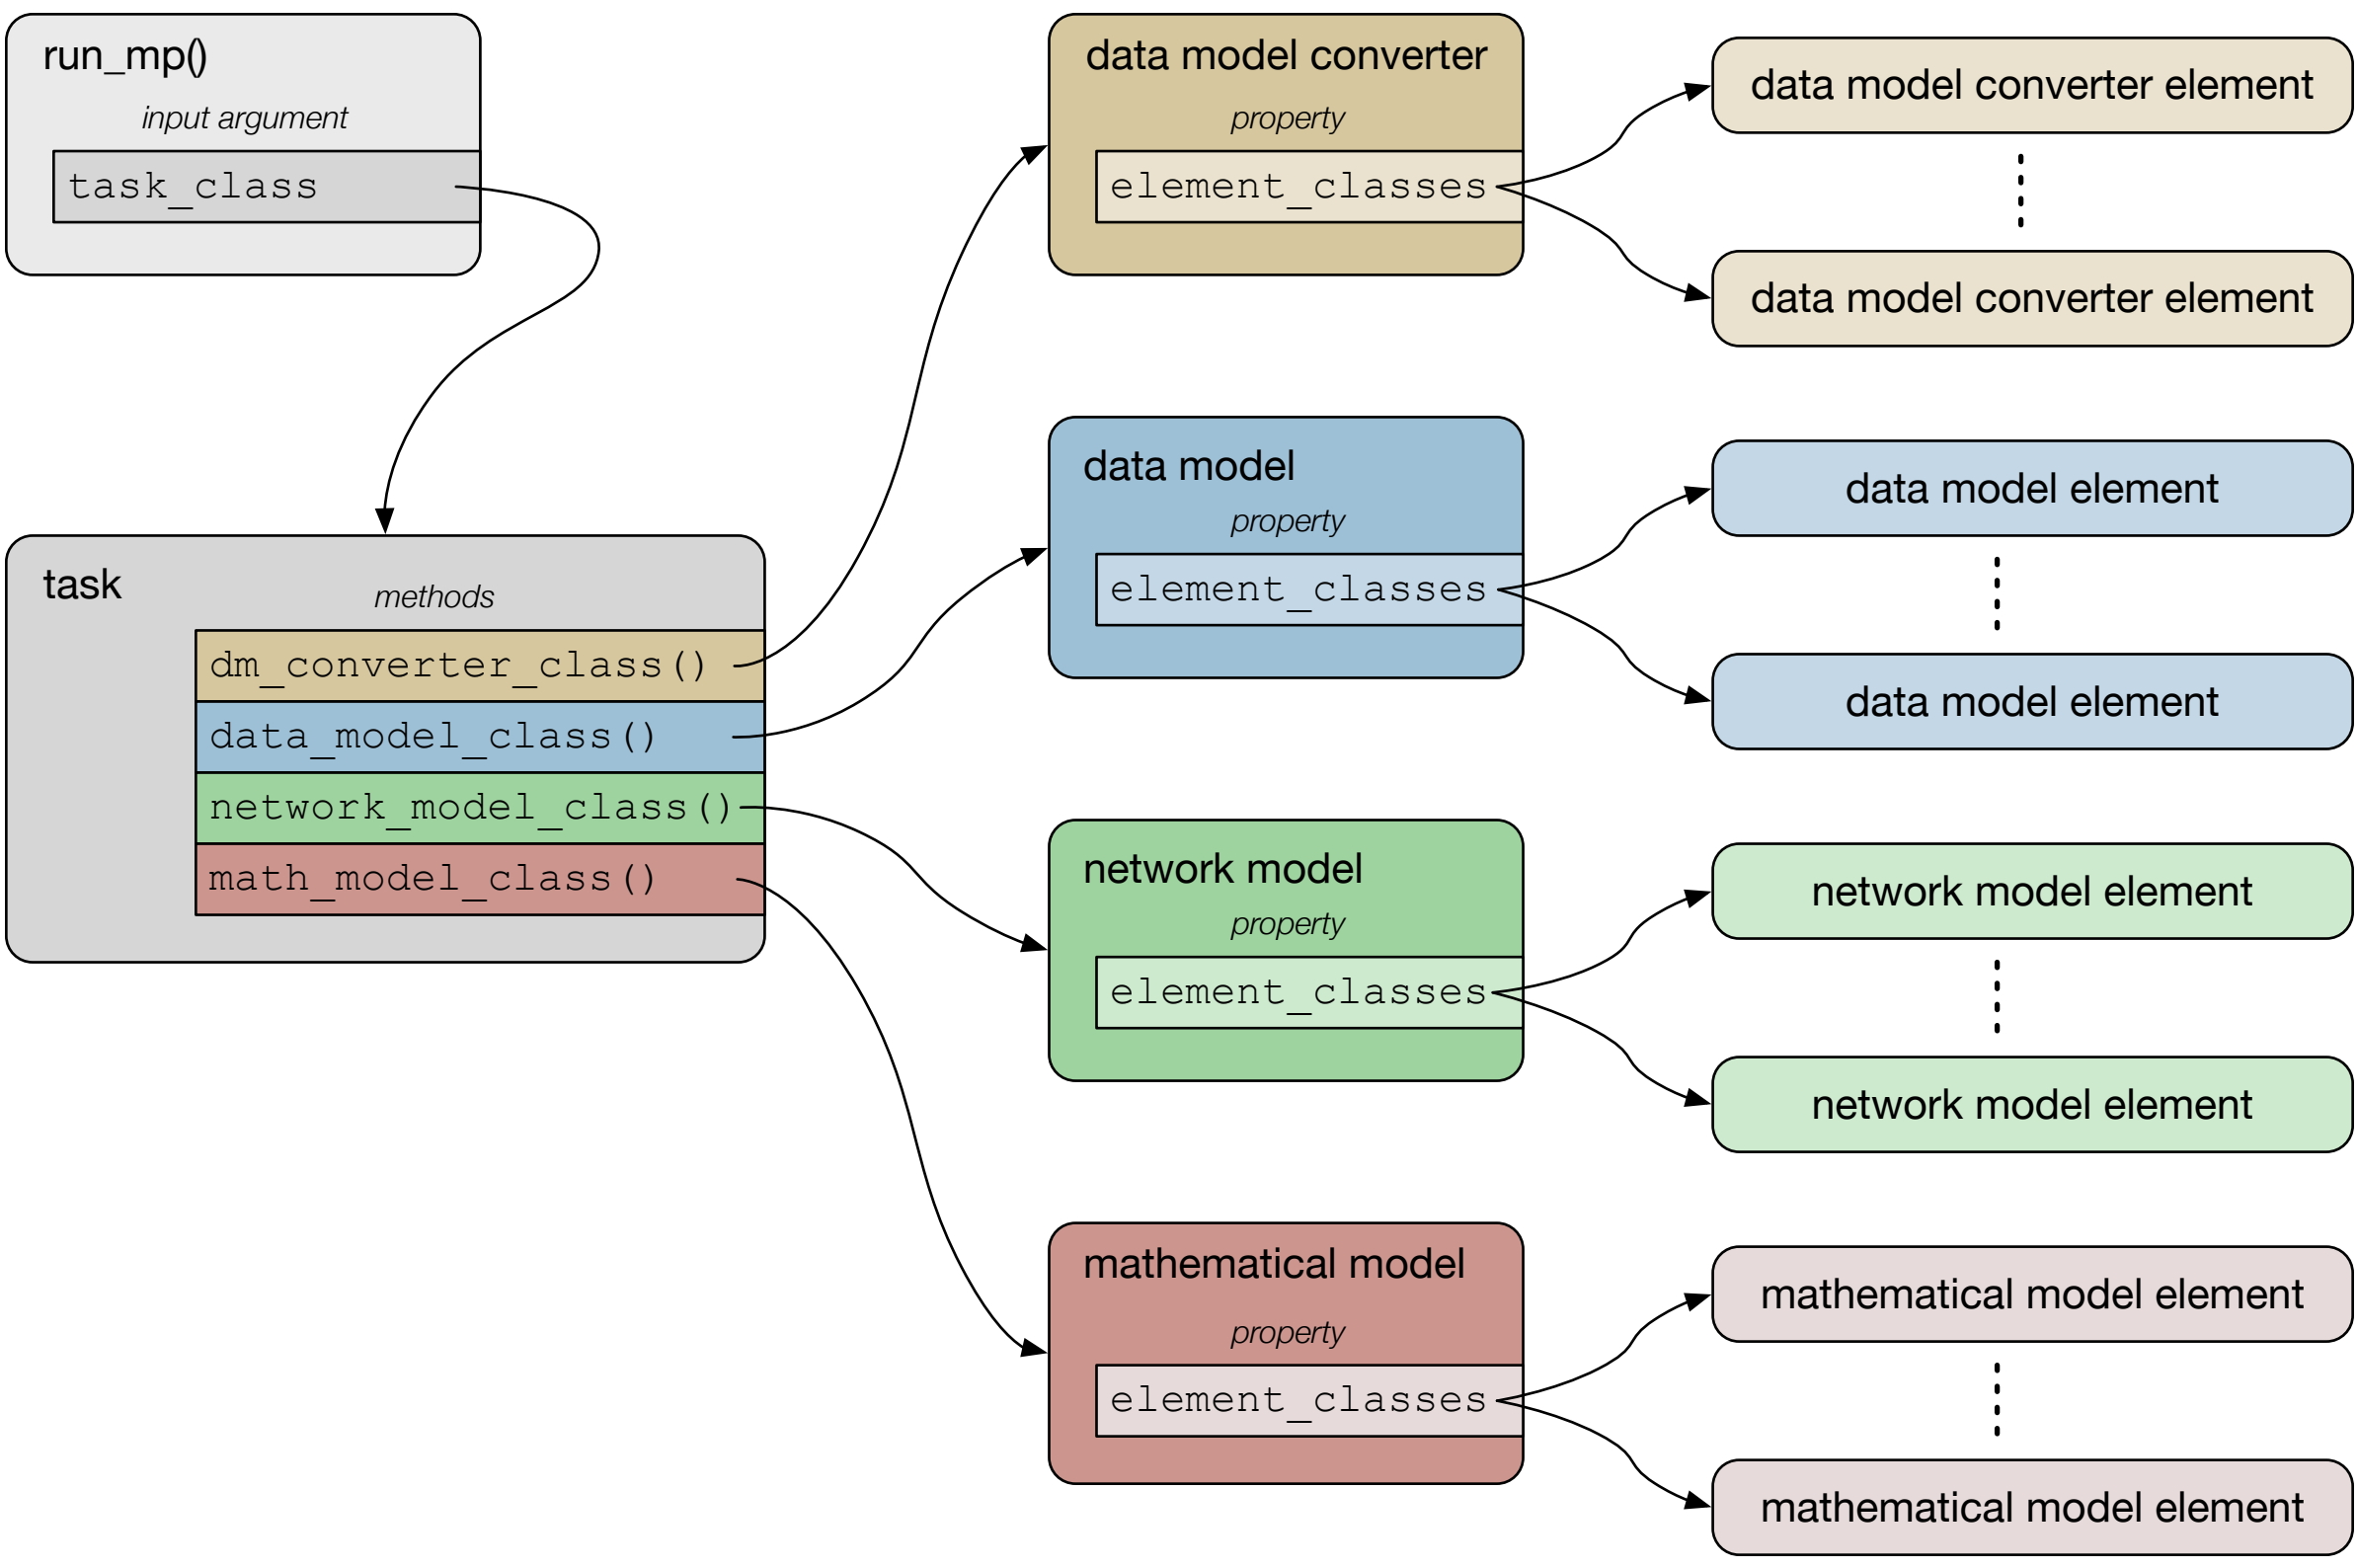 run_mp()
input argument
task_class
task
methods
dm_converter_class()
data_model_class()
network_model_class()
math_model_class()
data model converter
property
element_classes
data model converter element
data model converter element
data model
property
element_classes
data model element
data model element
network model
property
element_classes
network model element
network model element
mathematical model
property
element_classes
mathematical model element
mathematical model element